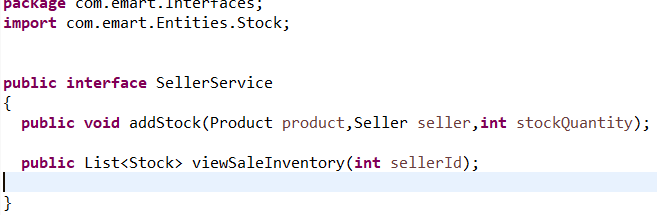 package com.emart.Interfaces;
import com.emart.Entities.Stock;
public interface SellerService
{
public void addStock(Product product,Seller seller,int stockQuantity);
public List<Stock> viewSaleInventory(int sellerId);
}